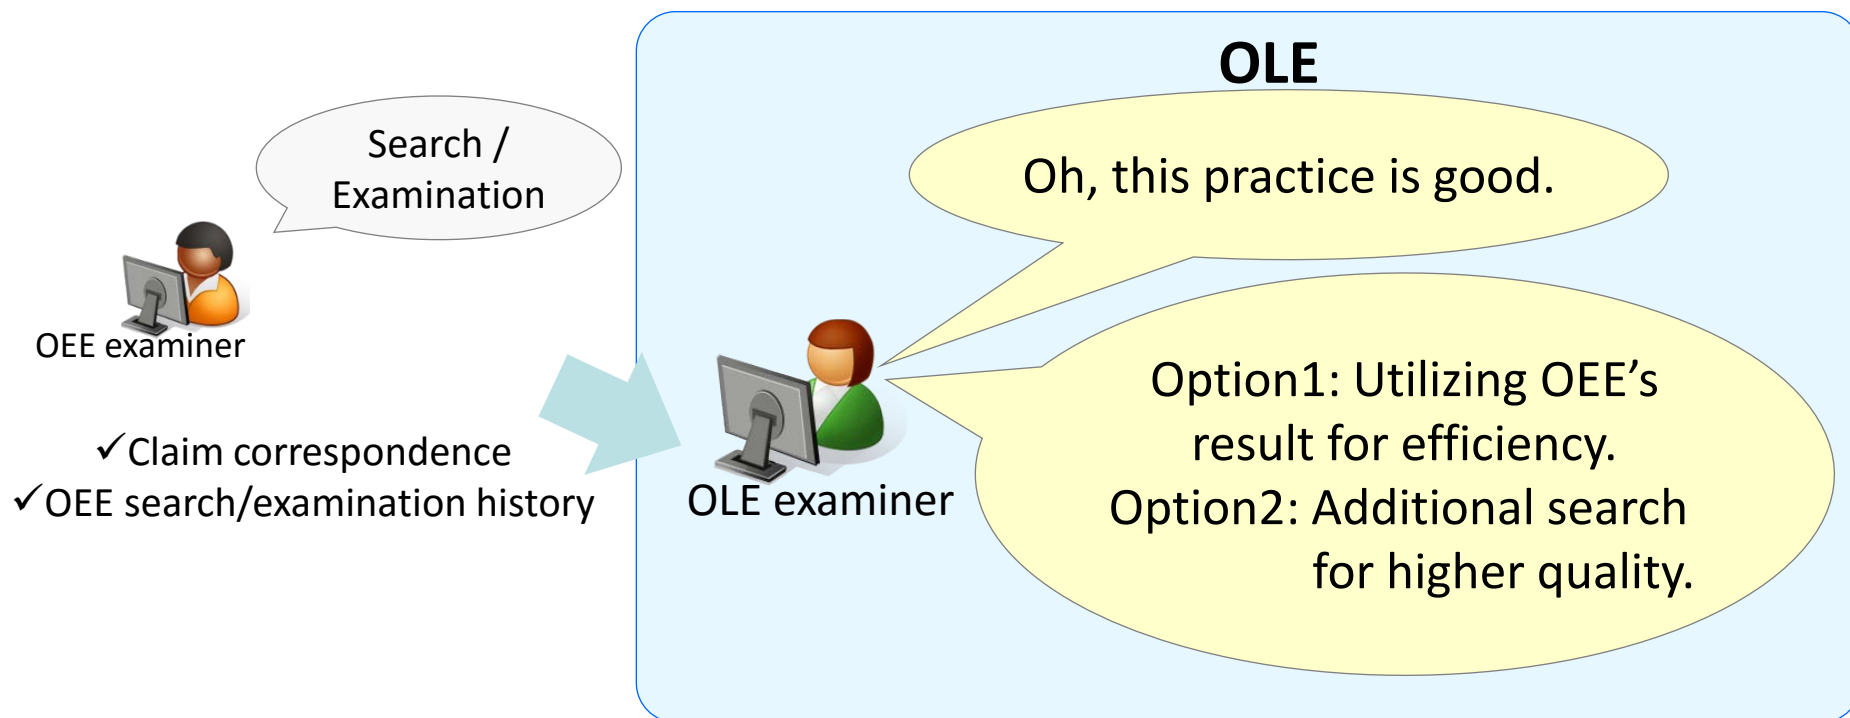 OLE
Search /
Examination
Oh, this practice is good.
OEE examiner
Option1: Utilizing OEE’s
result for efficiency.
Option2: Additional search
for higher quality.
✓Claim correspondence
✓OEE search/examination history
OLE examiner